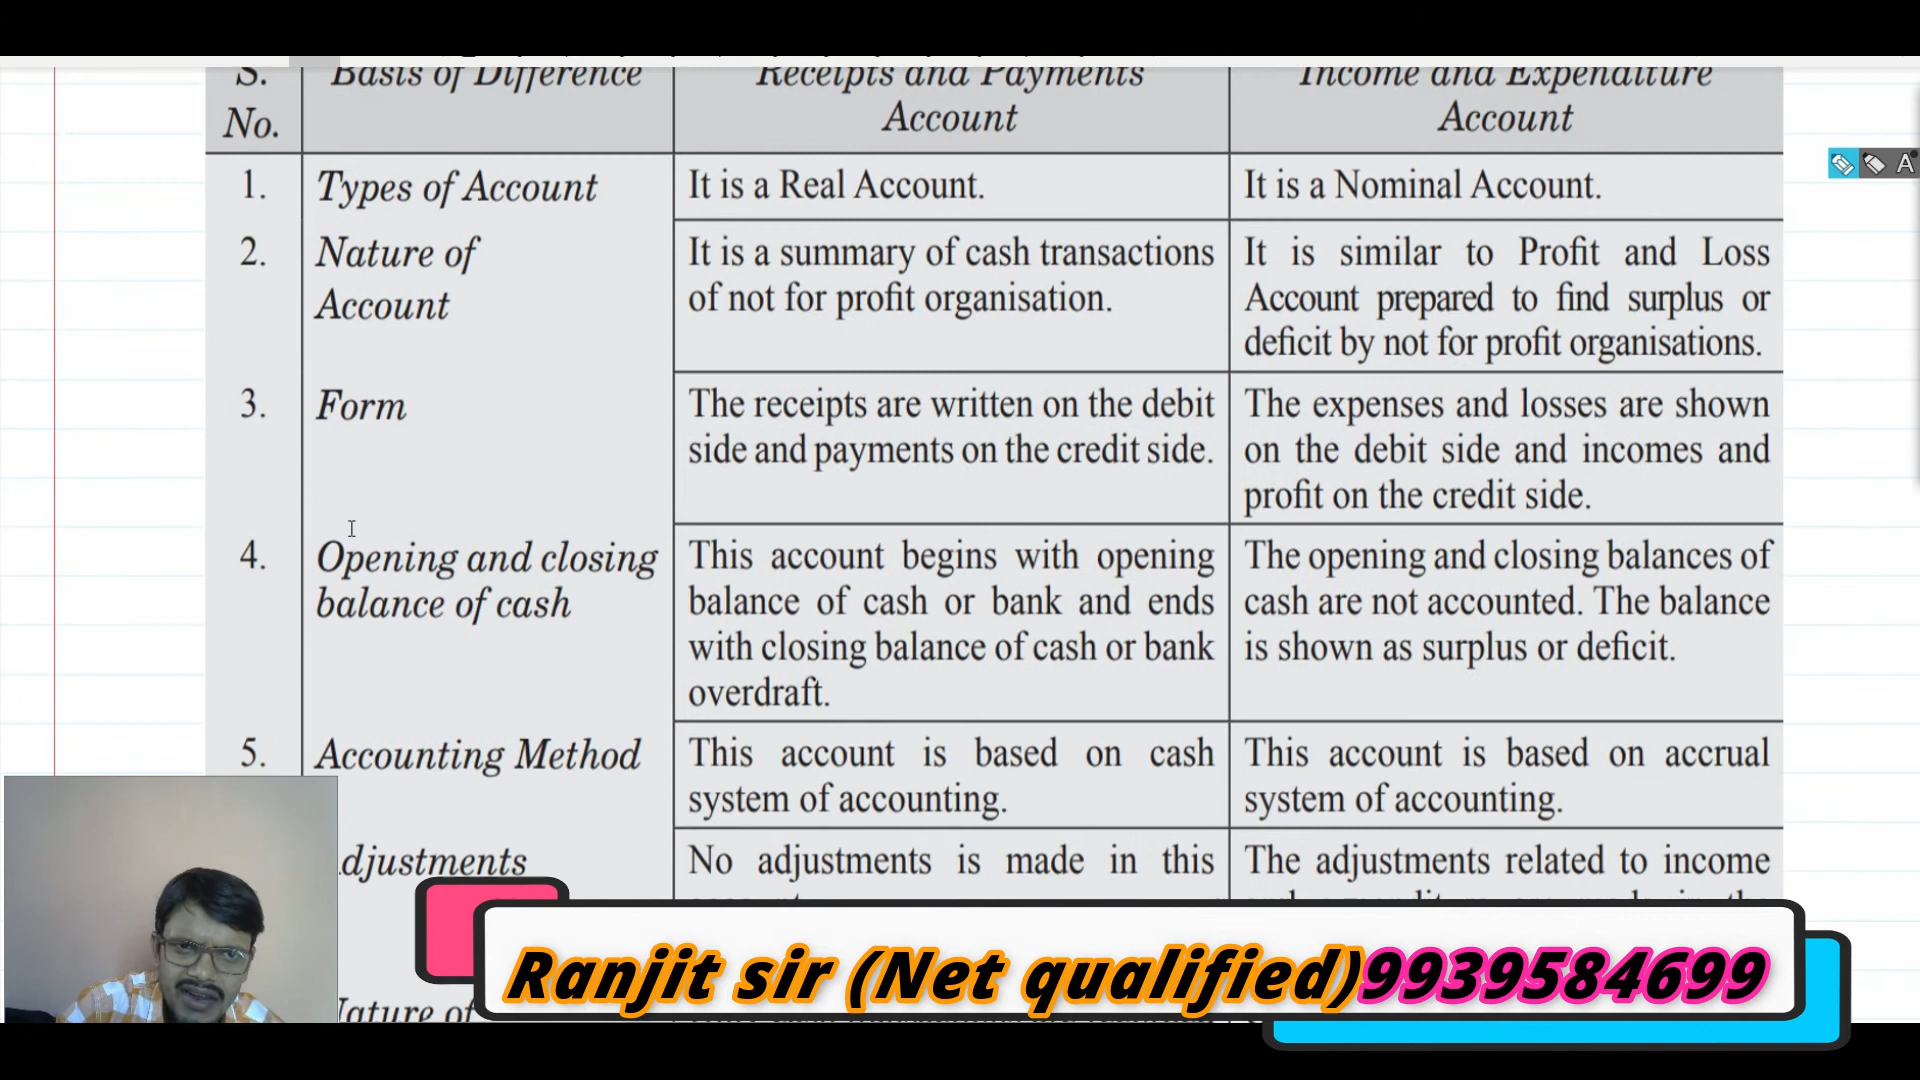 S. Basis of Difference Receipts and Payments Income and Expenditure
No. Account Account
1. Types of Account It is a Real Account. It is a Nominal Account.
2. Nature of It is a summary of cash transactions It is similar to Profit and Loss
Account of not for profit organisation. Account prepared to find surplus or
deficit by not for profit organisations.
3. Form The receipts are written on the debit The expenses and losses are shown
side and payments on the credit side. on the debit side and incomes and
profit on the credit side.
4. Opening and closing This account begins with opening The opening and closing balances of
balance of cash balance of cash or bank and ends cash are not accounted. The balance
with closing balance of cash or bank is shown as surplus or deficit.
overdraft.
5. Accounting Method This account is based on cash This account is based on accrual
system of accounting. system of accounting.
djustments No adjustments is made in this The adjustments related to income
Ranjit sir (Net qualified)9939584699
ature of
A